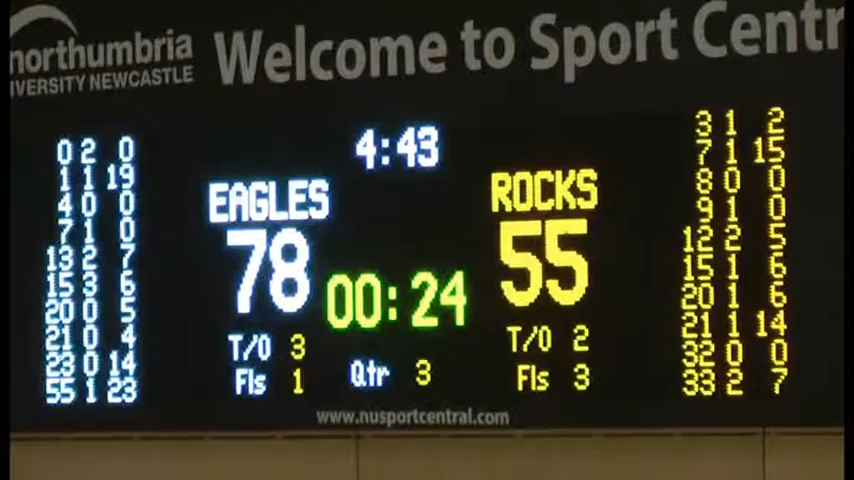 northumbria
IVERSITY NEWCASTLE
Welcome to Sport Centr
4:43
0 2 0
1 1 19
4 0 0
7 1 0
13 2 7
15 3 6
20 0 5
21 0 4
23 0 14
55 1 23
EAGLES
78
T/O 3
Fls 1
00:24
Qtr 3
ROCKS
55
T/O 2
Fls 3
3 1 2
7 1 15
8 0 0
9 1 0
12 2 5
15 1 6
20 1 6
21 1 14
32 0 0
33 2 7
www.nusportcentral.com